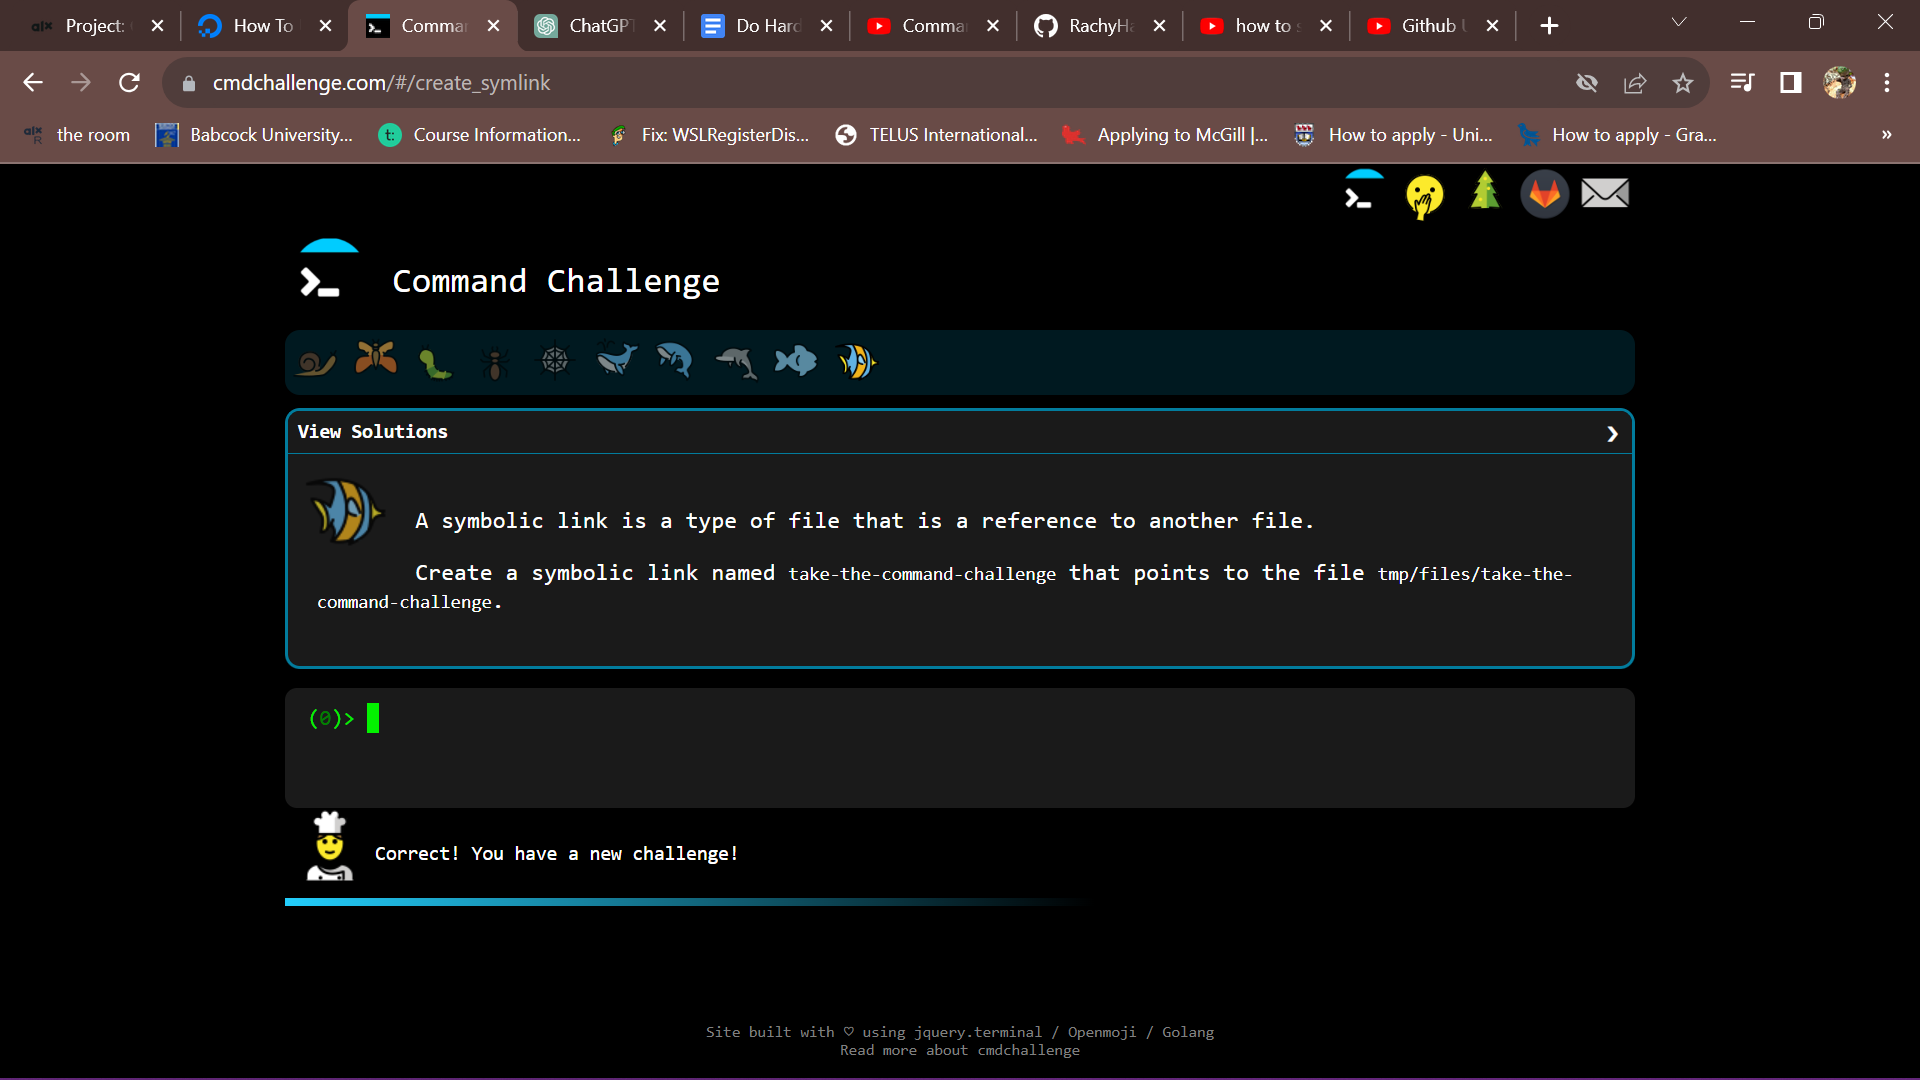 Project:
How To
Comma
ChatGPT
Do Hard
Comma
RachyHa
how to s
Github U
cmdchallenge.com/#/create_symlink
the room
Babcock University...
Course Information...
Fix: WSLRegisterDis...
TELUS International...
Applying to McGill |...
How to apply - Uni...
How to apply - Gra...
»
Command Challenge
View Solutions
A symbolic link is a type of file that is a reference to another file.
Create a symbolic link named take-the-command-challenge that points to the file tmp/files/take-the-
command-challenge.
(0)>
Correct! You have a new challenge!
Site built with ♡ using jquery.terminal / Openmoji / Golang
Read more about cmdchallenge